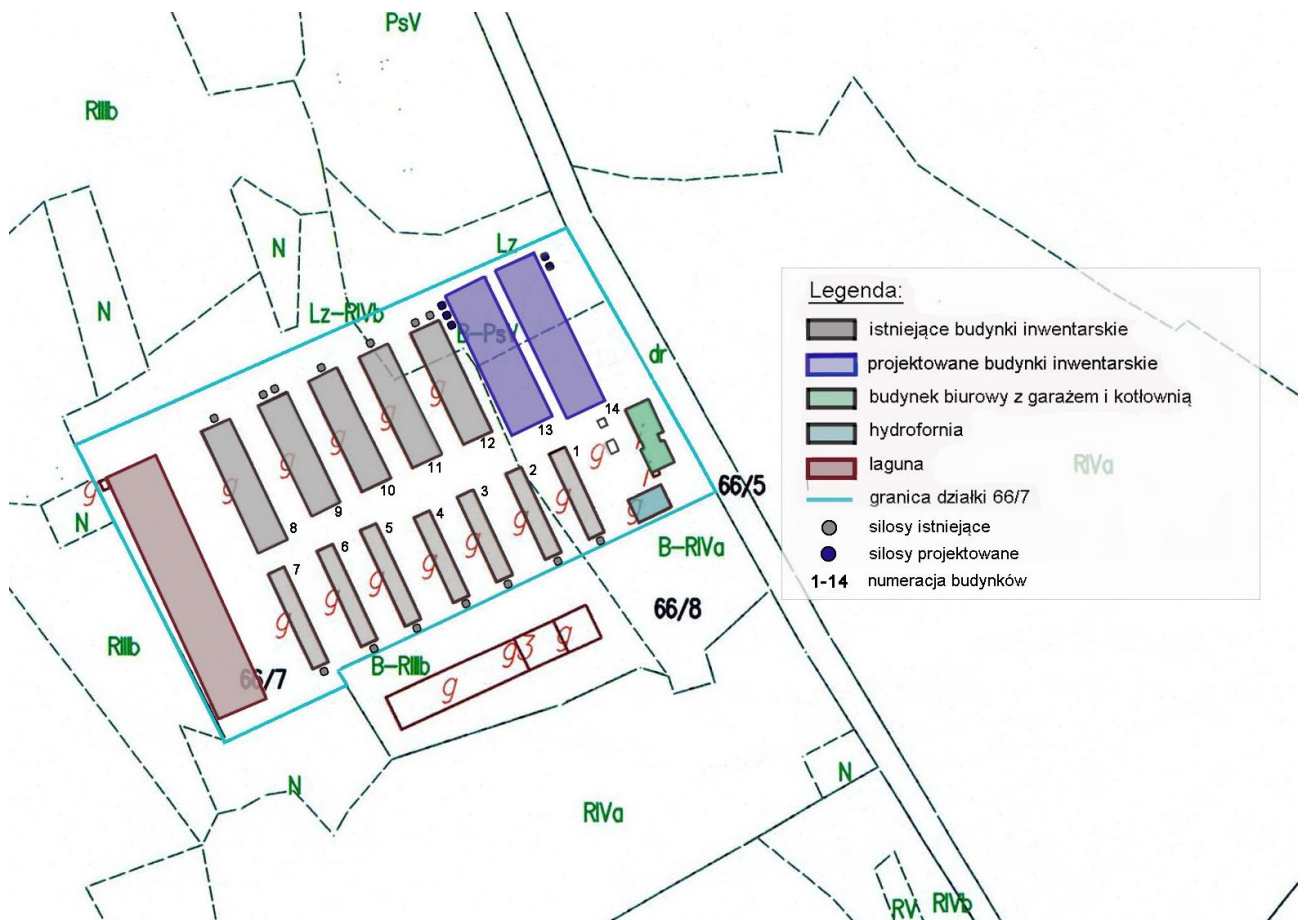 PsV
RIIIb
N
Lz
N
Lz-RIVb
B-PsV
dr
Legenda:
istniejące budynki inwentarskie
projektowane budynki inwentarskie
budynek biurowy z garażem i kotłownią
hydrofornia
laguna
granica działki 66/7
silosy istniejące
silosy projektowane
1-14 numeracja budynków
RIVa
g
g
g
g
g
14
13
12
11
10
9
8
1
2
3
4
5
6
7
g
g
g
g
g
g
g
g
g
g
N
66/5
B-RIVa
66/8
RIIIb
B-RIIIb
66/7
g
g3
g
N
RIVa
N
RV
RIVb